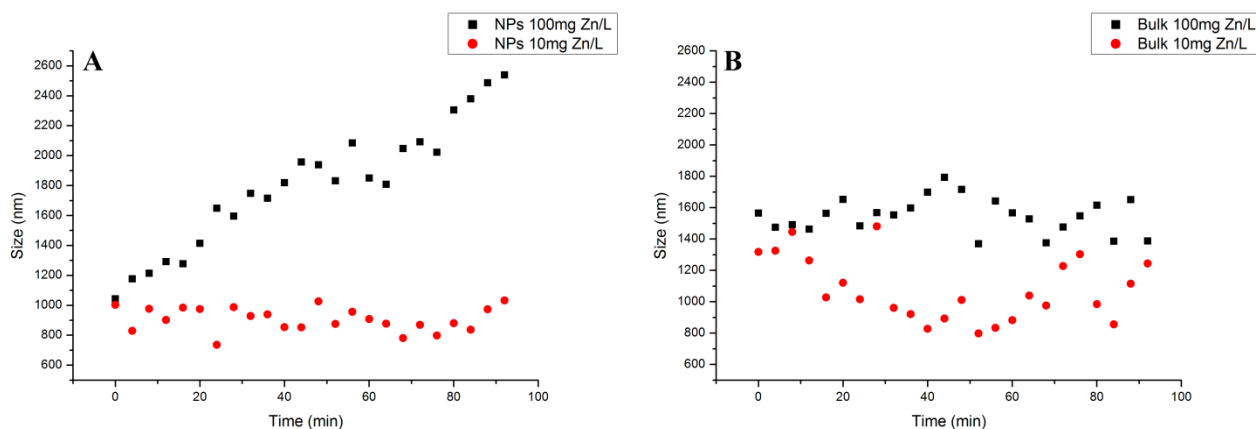 NPs 100mg Zn/L
NPs 10mg Zn/L
A
2600
2400
2200
2000
1800
1600
1400
1200
1000
800
600
Size (nm)
0 20 40 60 80 100
Time (min)
Bulk 100mg Zn/L
Bulk 10mg Zn/L
B
2600
2400
2200
2000
1800
1600
1400
1200
1000
800
600
Size (nm)
0 20 40 60 80 100
Time (min)